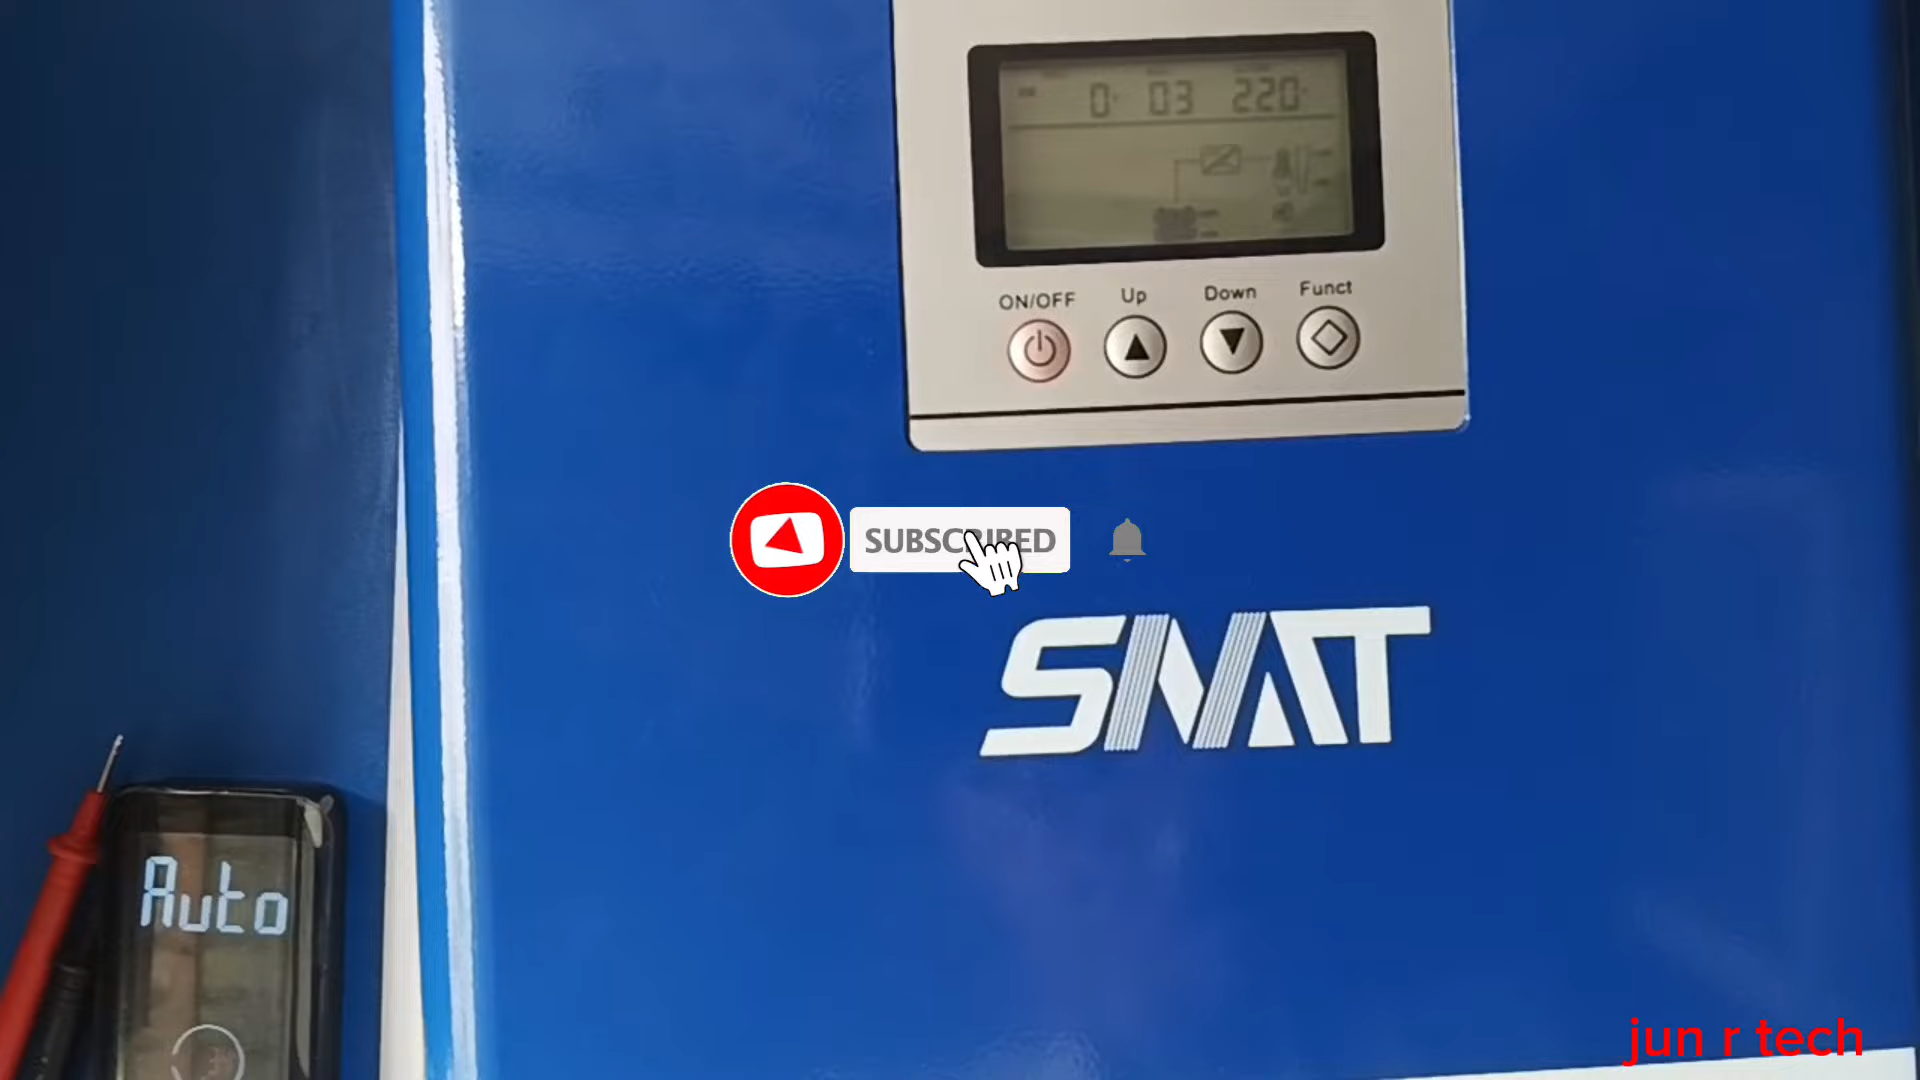 0 03 220
ON/OFF Up Down Funct
SUBSCRIBED
SNAT
Auto
jun r tech